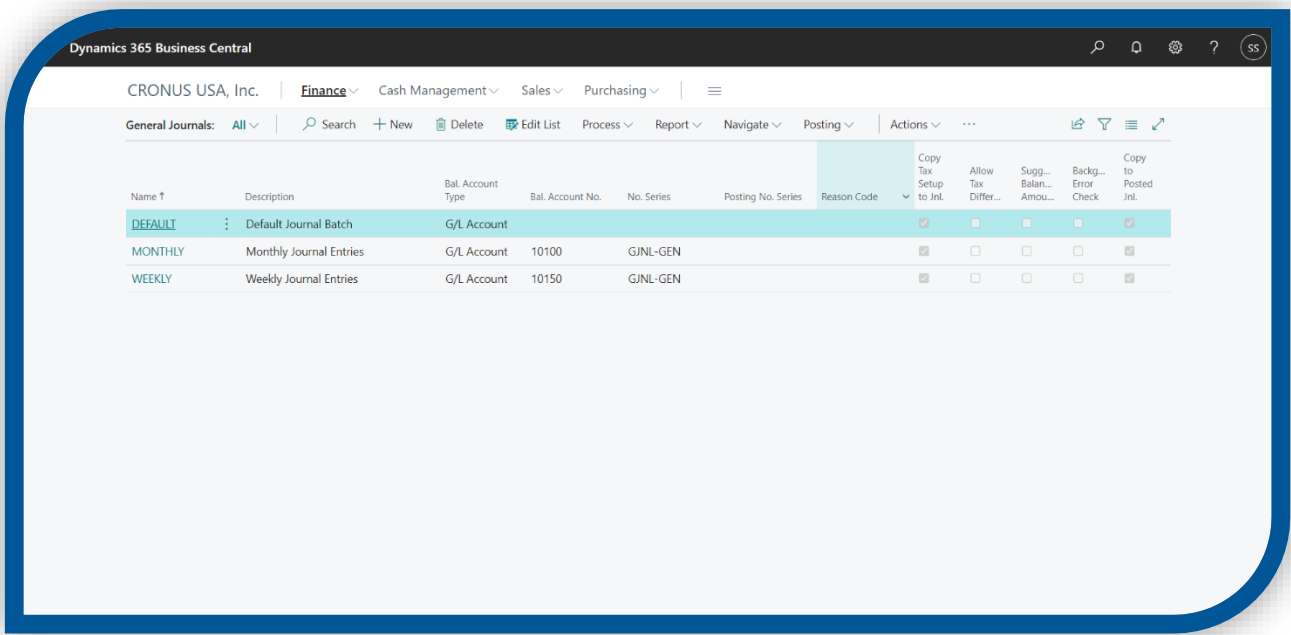 Dynamics 365 Business Central
? SS
CRONUS USA, Inc. Finance Cash Management Sales Purchasing
General Journals: All Search New Delete Edit List Process Report Navigate Posting Actions ...
Name ↑ Description Bal. Account Type Bal. Account No. No. Series Posting No. Series Reason Code Copy Tax Setup to Jnl. Allow Tax Differ... Sugg... Balan... Amou... Backg... Error Check Copy to Posted Jnl.
DEFAULT Default Journal Batch G/L Account
MONTHLY Monthly Journal Entries G/L Account 10100 GJNL-GEN
WEEKLY Weekly Journal Entries G/L Account 10150 GJNL-GEN